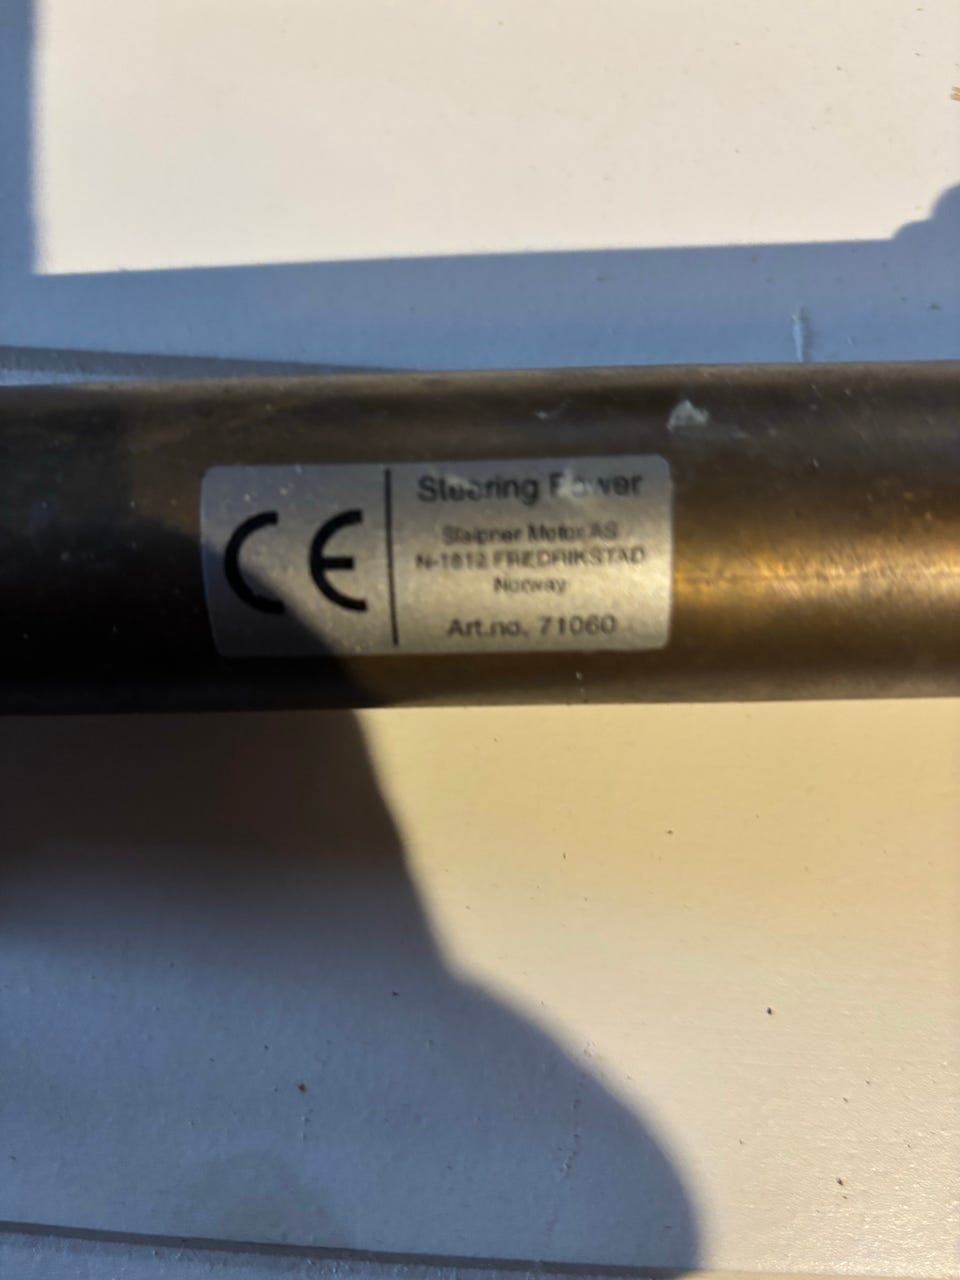 CE
Steering Power
Sleipner Motor AS
N-1612 FREDRIKSTAD
Norway
Art.no. 71060